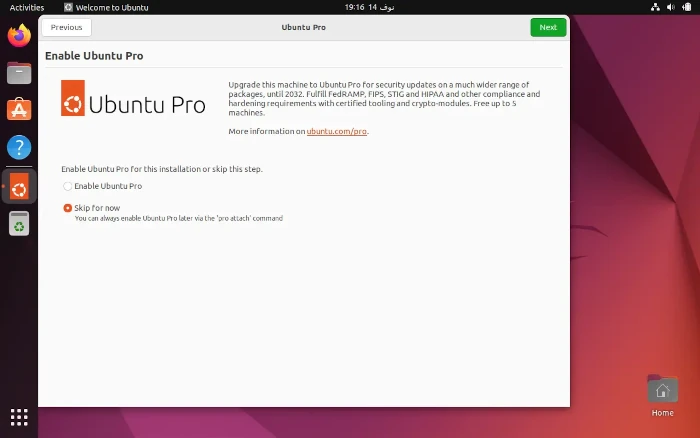 Activities
Welcome to Ubuntu
19:16 14 نوف
Previous
Ubuntu Pro
Next
Enable Ubuntu Pro
Ubuntu Pro
Upgrade this machine to Ubuntu Pro for security updates on a much wider range of
packages, until 2032. Fulfill FedRAMP, FIPS, STIG and HIPAA and other compliance and
hardening requirements with certified tooling and crypto-modules. Free up to 5
machines.
More information on ubuntu.com/pro.
Enable Ubuntu Pro for this installation or skip this step.
Enable Ubuntu Pro
Skip for now
You can always enable Ubuntu Pro later via the 'pro attach' command
Home